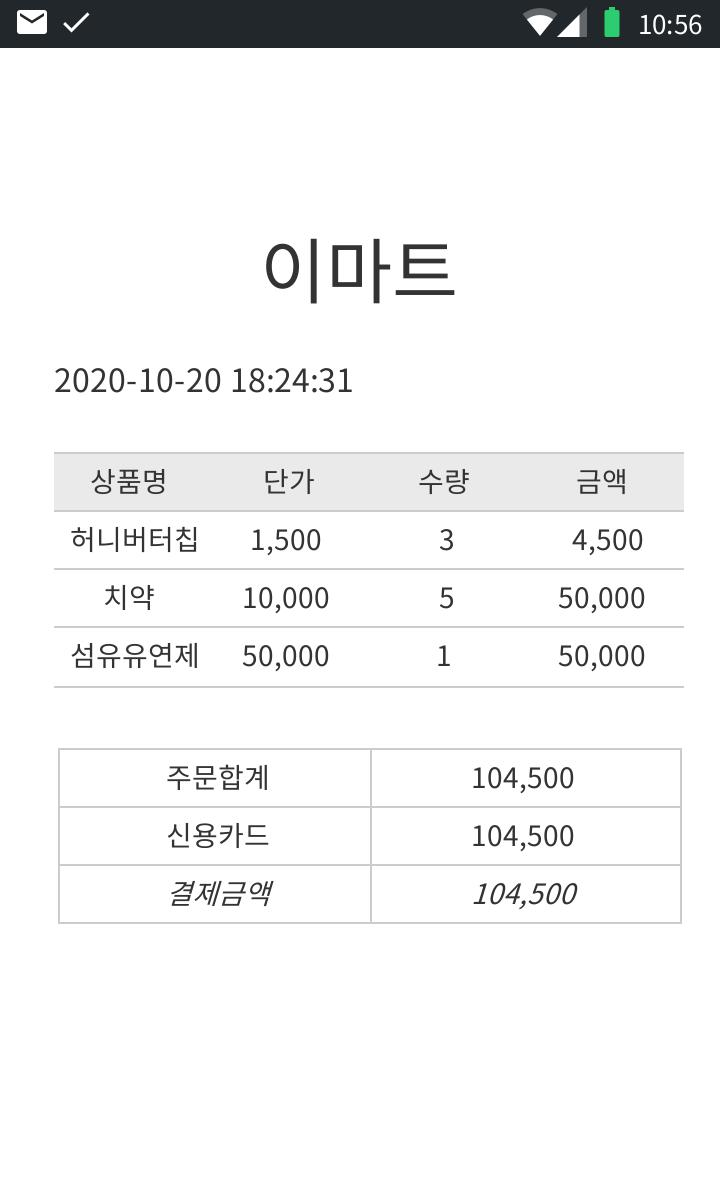 10:56
이마트
2020-10-20 18:24:31
상품명 단가 수량 금액
허니버터칩 1,500 3 4,500
치약 10,000 5 50,000
섬유유연제 50,000 1 50,000
주문합계 104,500
신용카드 104,500
결제금액 104,500